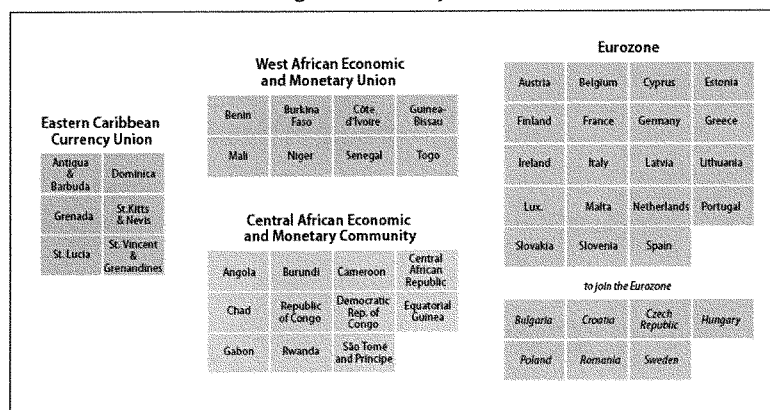 Eastern Caribbean
Currency Union
Antigua
&
Barbuda
Dominica
Grenada
St.Kitts
& Nevis
St. Lucia
St. Vincent
&
Grenandines
West African Economic
and Monetary Union
Benin
Burkina
Faso
Côte
d'Ivoire
Guinea-
Bissau
Mali
Niger
Senegal
Togo
Central African Economic
and Monetary Community
Angola
Burundi
Cameroon
Central
African
Republic
Chad
Republic
of Congo
Democratic
Rep. of
Congo
Equatorial
Guinea
Gabon
Rwanda
São Tomé
and Príncipe
Eurozone
Austria
Belgium
Cyprus
Estonia
Finland
France
Germany
Greece
Ireland
Italy
Latvia
Lithuania
Lux.
Malta
Netherlands
Portugal
Slovakia
Slovenia
Spain
to join the Eurozone
Bulgaria
Croatia
Czech
Republic
Hungary
Poland
Romania
Sweden